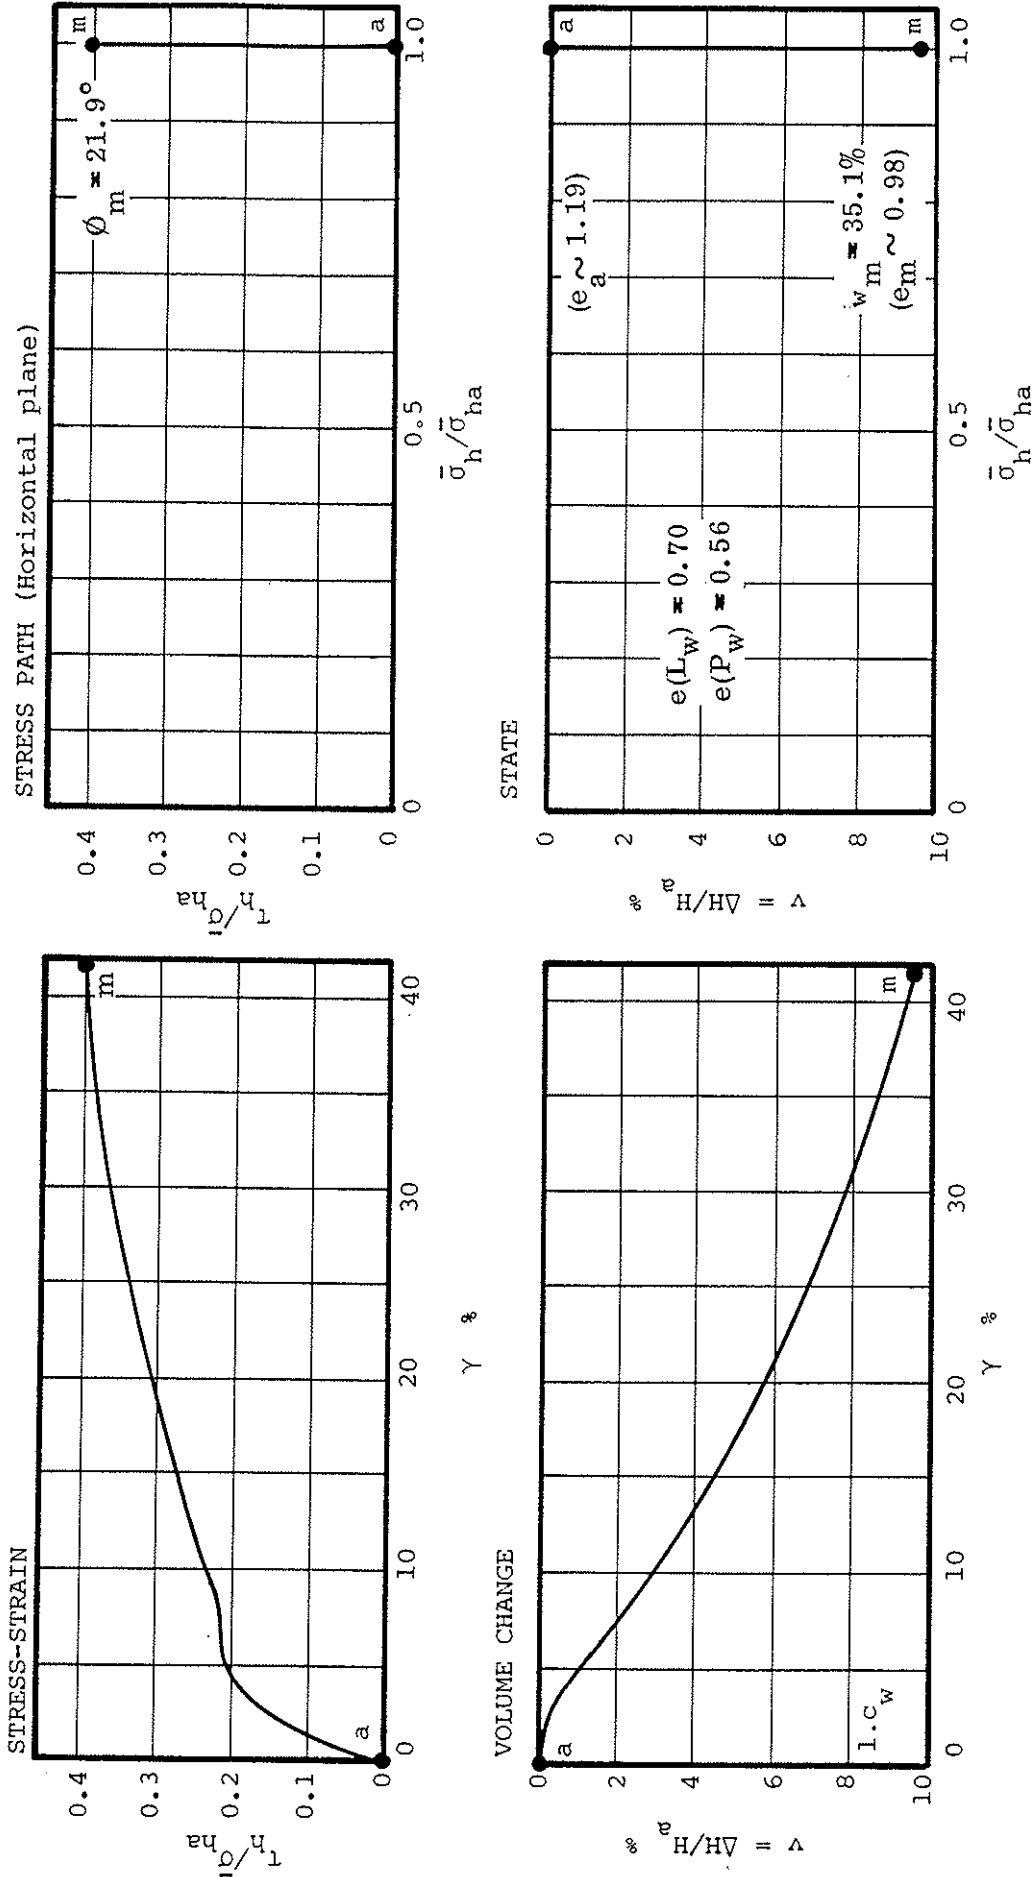 STRESS-STRAIN
τh/σ̄ha
0.4
0.3
0.2
0.1
0
a
m
0
10
20
30
40
γ %
STRESS PATH (Horizontal plane)
τh/σ̄ha
0.4
0.3
0.2
0.1
0
m
a
Øm = 21.9°
0
0.5
1.0
σ̄h/σ̄ha
VOLUME CHANGE
v = ΔH/Ha %
0
2
4
6
8
10
a
m
1.cw
0
10
20
30
40
γ %
STATE
v = ΔH/Ha %
0
2
4
6
8
10
a
m
(ea ~ 1.19)
e(Lw) = 0.70
e(Pw) = 0.56
wm = 35.1%
(em ~ 0.98)
0
0.5
1.0
σ̄h/σ̄ha